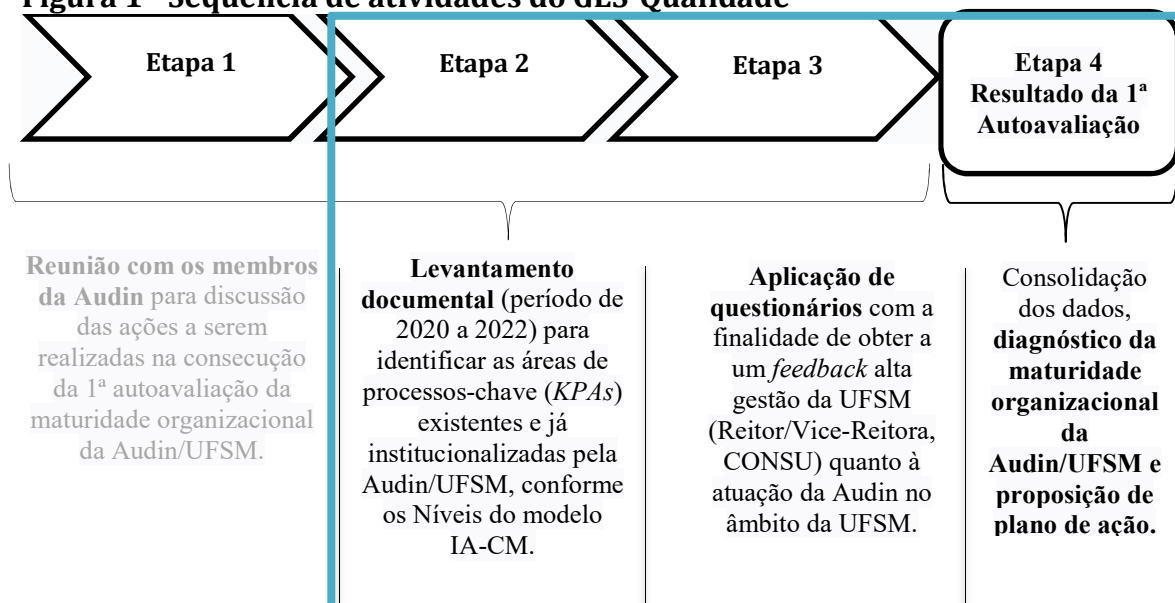 Figura 1 - Sequência de atividades do GES-Qualidade
Etapa 1
Etapa 2
Etapa 3
Etapa 4
Resultado da 1ª
Autoavaliação
Reunião com os membros
da Audin para discussão
das ações a serem
realizadas na consecução
da 1ª autoavaliação da
maturidade organizacional
da Audin/UFSM.
Levantamento
documental (período de
2020 a 2022) para
identificar as áreas de
processos-chave (KPAs)
existentes e já
institucionalizadas pela
Audin/UFSM, conforme
os Níveis do modelo
IA-CM.
Aplicação de
questionários com a
finalidade de obter a
um feedback alta
gestão da UFSM
(Reitor/Vice-Reitora,
CONSU) quanto à
atuação da Audin no
âmbito da UFSM.
Consolidação
dos dados,
diagnóstico da
maturidade
organizacional
da
Audin/UFSM e
proposição de
plano de ação.